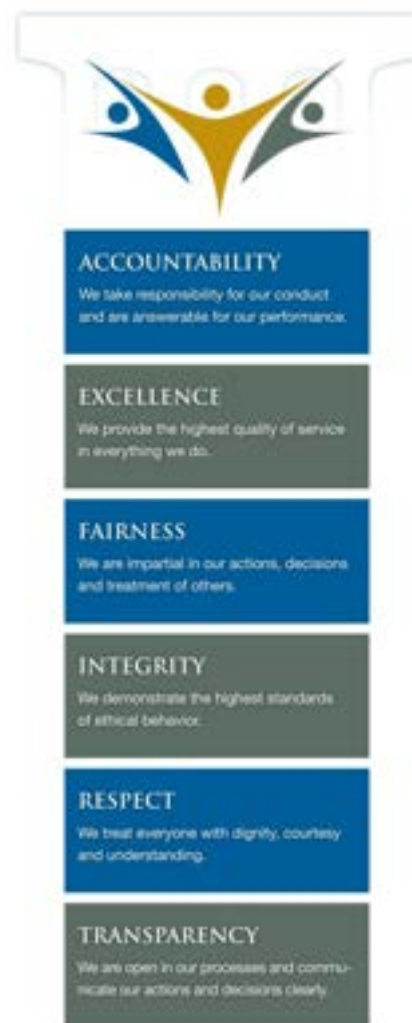 ACCOUNTABILITY
We take responsibility for our conduct
and are answerable for our performance.
EXCELLENCE
We provide the highest quality of service
in everything we do.
FAIRNESS
We are impartial in our actions, decisions
and treatment of others.
INTEGRITY
We demonstrate the highest standards
of ethical behavior.
RESPECT
We treat everyone with dignity, courtesy
and understanding.
TRANSPARENCY
We are open in our processes and commu-
nicate our actions and decisions clearly.